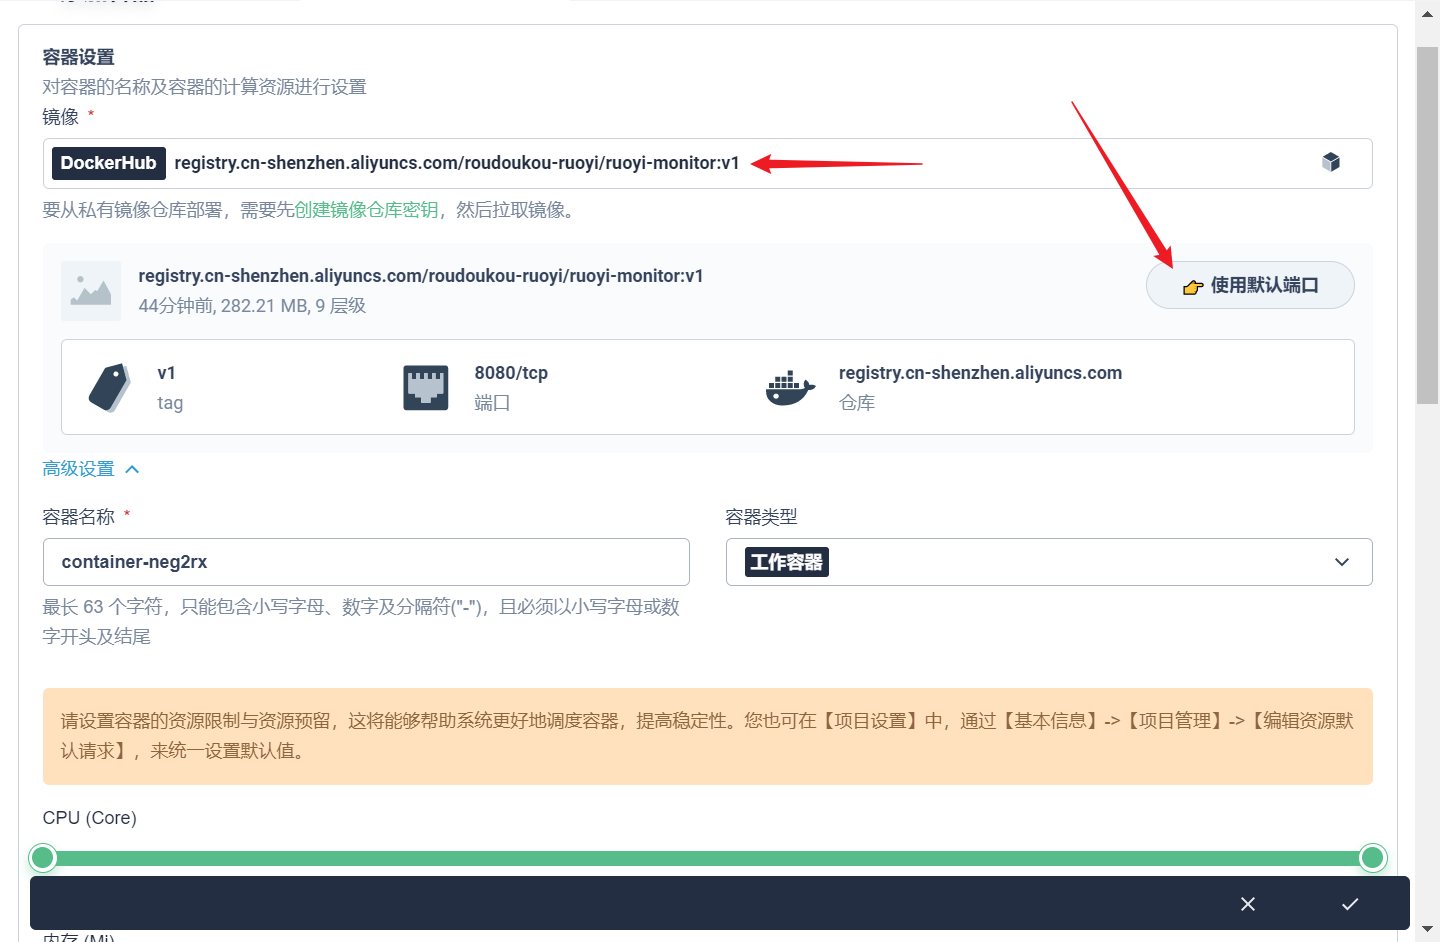 容器设置
对容器的名称及容器的计算资源进行设置
镜像 *
DockerHub registry.cn-shenzhen.aliyuncs.com/roudoukou-ruoyi/ruoyi-monitor:v1
要从私有镜像仓库部署，需要先创建镜像仓库密钥，然后拉取镜像。
registry.cn-shenzhen.aliyuncs.com/roudoukou-ruoyi/ruoyi-monitor:v1
44分钟前, 282.21 MB, 9 层级
👉 使用默认端口
v1
tag
8080/tcp
端口
registry.cn-shenzhen.aliyuncs.com
仓库
高级设置
容器名称 *
container-neg2rx
最长 63 个字符，只能包含小写字母、数字及分隔符("-")，且必须以小写字母或数
字开头及结尾
容器类型
工作容器
请设置容器的资源限制与资源预留，这将能够帮助系统更好地调度容器，提高稳定性。您也可在【项目设置】中，通过【基本信息】->【项目管理】->【编辑资源默
认请求】，来统一设置默认值。
CPU (Core)
内存 (Mi)